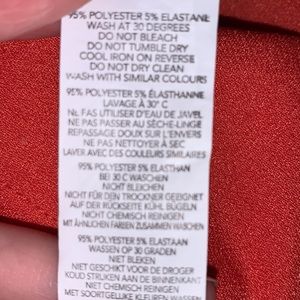 95% POLYESTER 5% ELASTANE
WASH AT 30 DEGREES
DO NOT BLEACH
DO NOT TUMBLE DRY
COOL IRON ON REVERSE
DO NOT DRY CLEAN
WASH WITH SIMILAR COLOURS
95% POLYESTER 5% ÉLASTHANNE
LAVAGE À 30° C
NE PAS UTILISER D'EAU DE JAVEL
NE PAS PASSER AU SÈCHE-LINGE
REPASSAGE DOUX SUR L'ENVERS
NE PAS NETTOYER À SEC
LAVER AVEC DES COULEURS SIMILAIRES
95% POLYESTER 5% ELASTHAN
BEI 30 C WASCHEN
NICHT BLEICHEN
NICHT FÜR DEN TROCKNER GEEIGNET
AUF DER RÜCKSEITE KÜHL BÜGELN
NICHT CHEMISCH REINIGEN
MIT ÄHNLICHEN FARBEN ZUSAMMEN WASCHEN
95% POLYESTER 5% ELASTAAN
WASSEN OP 30 GRADEN
NIET BLEKEN
NIET GESCHIKT VOOR DE DROGER
KOUD STRIJKEN AAN DE BINNENKANT
NIET CHEMISCH REINIGEN
MET SOORTGELIJKE KLEUREN WASSEN